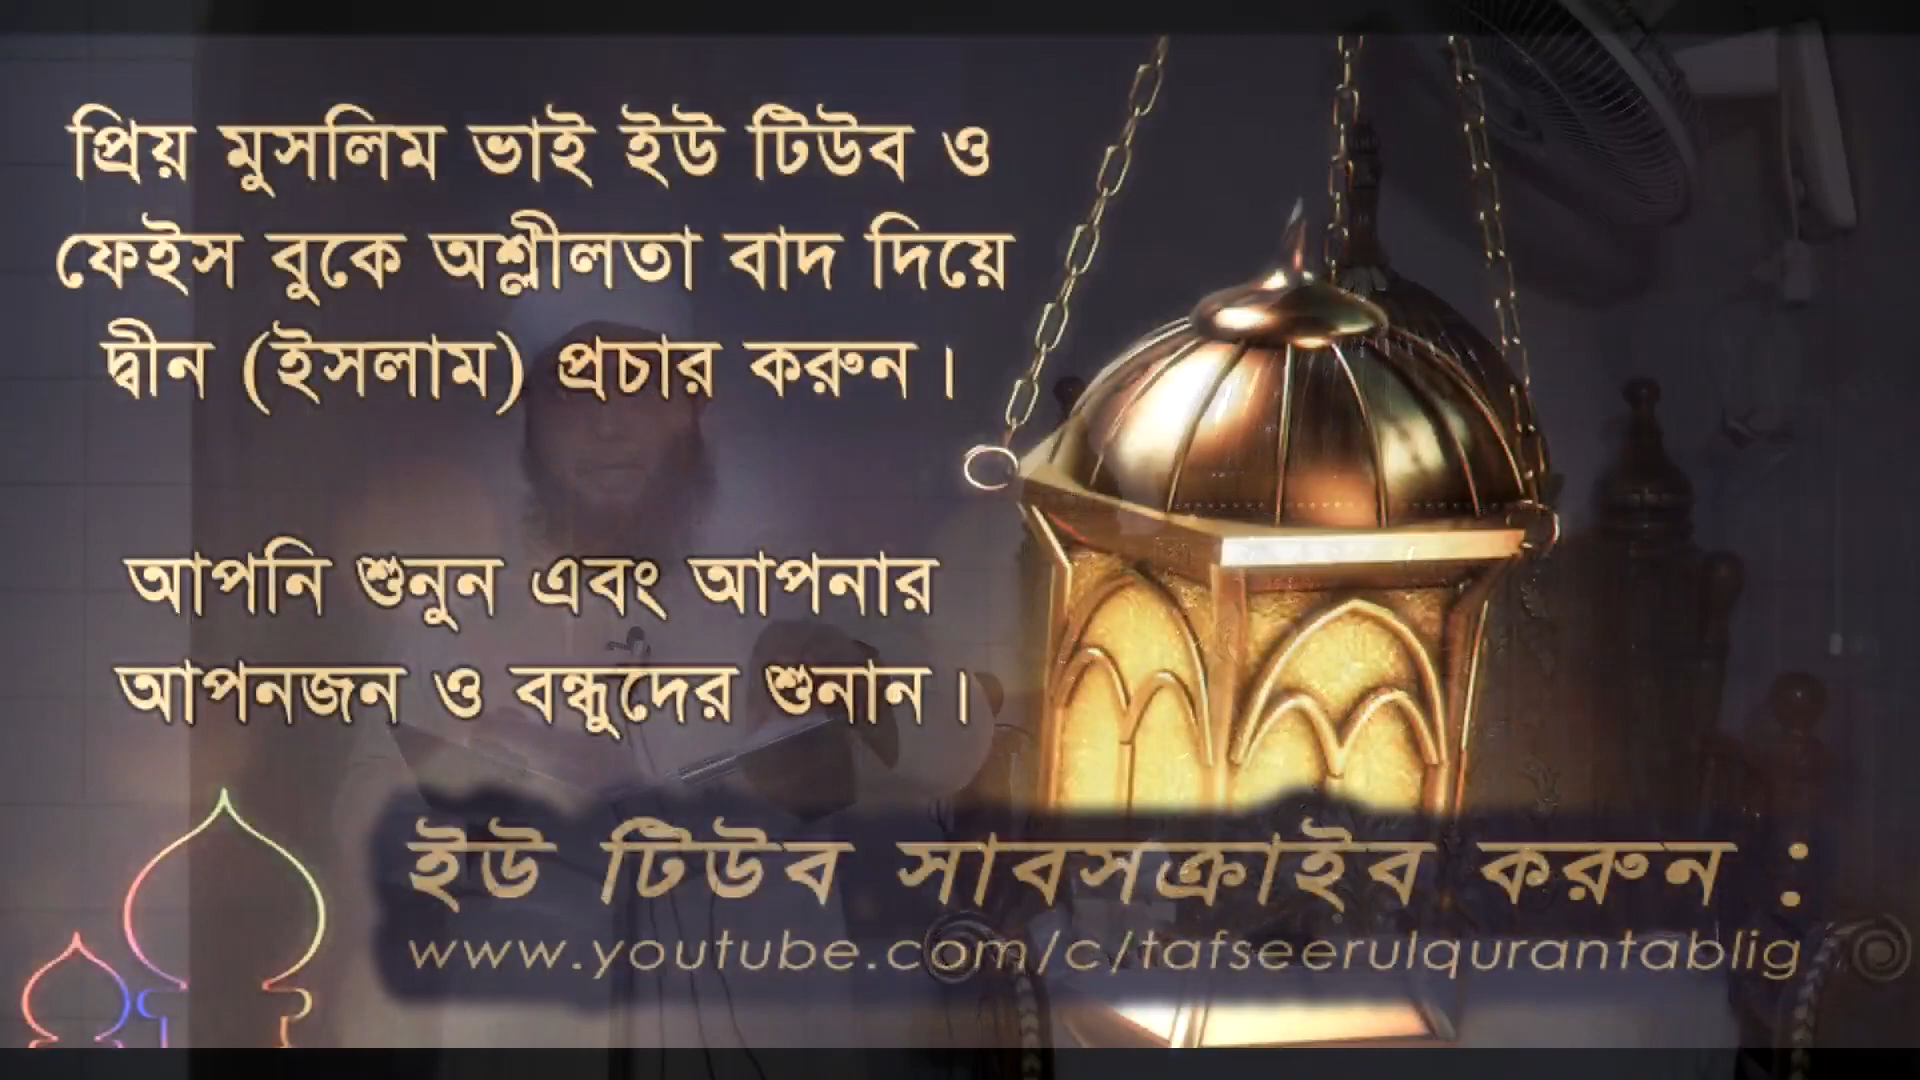 প্রিয় মুসলিম ভাই ইউ টিউব ও
ফেইস বুকে অশ্লীলতা বাদ দিয়ে
দ্বীন (ইসলাম) প্রচার করুন।
আপনি শুনুন এবং আপনার
আপনজন ও বন্ধুদের শুনান।
ইউ টিউব সাবসক্রাইব করুন :
www.youtube.com/c/tafseerulqurantablig